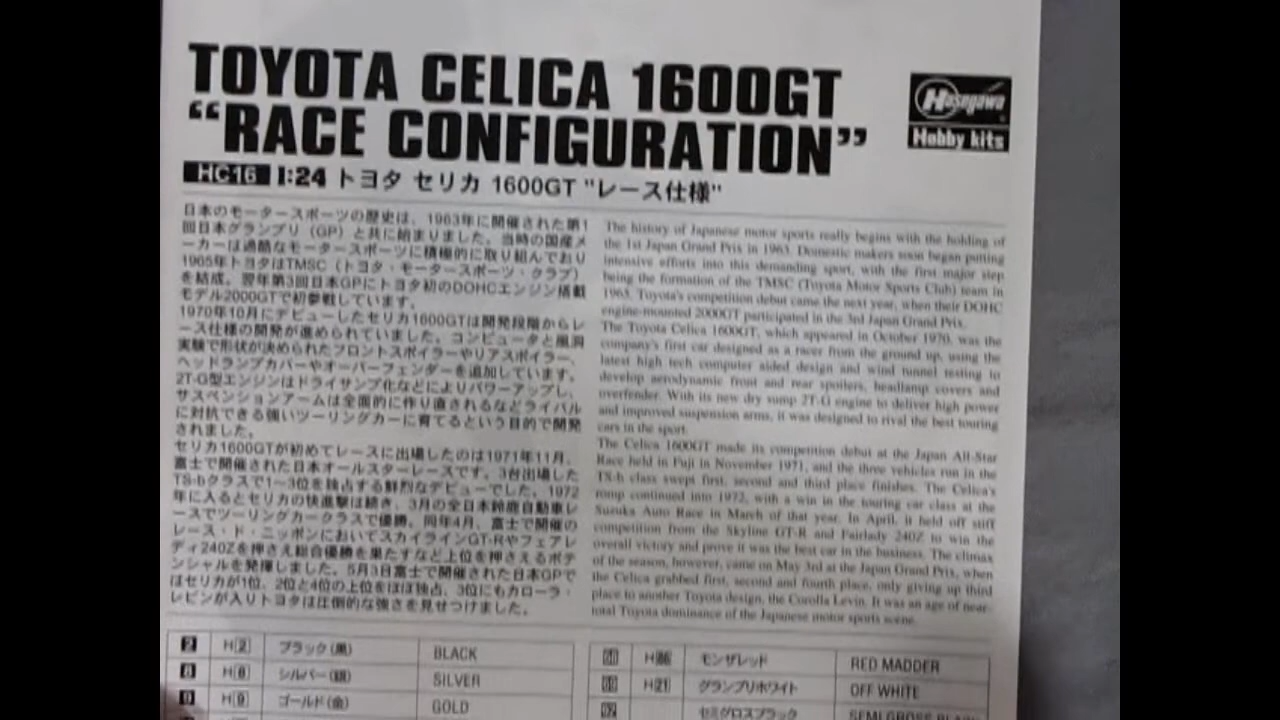 TOYOTA CELICA 1600GT
“RACE CONFIGURATION”
Hasegawa
Hobby kits
HC16 1:24 トヨタ セリカ 1600GT "レース仕様"
日本のモータースポーツの歴史は、1963年に開催された第1
回日本グランプリ（GP）と共に始まりました。当時の国産メ
ーカーは過酷なモータースポーツに積極的に取り組んでおり
1965年トヨタはTMSC（トヨタ・モータースポーツ・クラブ）
を結成。翌年第3回日本GPにトヨタ初のDOHCエンジン搭載
モデル2000GTで初参戦しています。
1970年10月にデビューしたセリカ1600GTは開発段階からレ
ース仕様の開発が進められていました。コンピュータと風洞
実験で形状が決められたフロントスポイラーやリアスポイラー、
ヘッドランプカバーやオーバーフェンダーを追加しています。
2T-G型エンジンはドライサンプ化などによりパワーアップし、
サスペンションアームは全面的に作り直されるなどライバル
に対抗できる強いツーリングカーに育てるという目的で開発
されました。
セリカ1600GTが初めてレースに出場したのは1971年11月、
富士で開催された日本オールスターレースです。3台出場した
TS-bクラスで1〜3位を独占する鮮烈なデビューでした。1972
年に入るとセリカの快進撃は続き、3月の全日本鈴鹿自動車レ
ースでツーリングカークラスで優勝。同年4月、富士で開催の
レース・ド・ニッポンにおいてスカイラインGT-Rやフェアレ
ディ240Zを押さえ総合優勝を果たすなど上位を押さえるポテ
ンシャルを発揮しました。5月3日富士で開催された日本GPで
はセリカが1位、2位と4位の上位をほぼ独占、3位にもカローラ・
レビンが入りトヨタは圧倒的な強さを見せつけました。
The history of Japanese motor sports really begins with the holding of
the 1st Japan Grand Prix in 1963. Domestic makers soon began putting
intensive efforts into this demanding sport, with the first major step
being the formation of the TMSC (Toyota Motor Sports Club) team in
1965. Toyota's competition debut came the next year, when their DOHC
engine-mounted 2000GT participated in the 3rd Japan Grand Prix.
The Toyota Celica 1600GT, which appeared in October 1970, was the
company's first car designed as a racer from the ground up, using the
latest high tech computer aided design and wind tunnel testing to
develop aerodynamic front and rear spoilers, headlamp covers and
overfender. With its new dry sump 2T-G engine to deliver high power
and improved suspension arms, it was designed to rival the best touring
cars in the sport.
The Celica 1600GT made its competition debut at the Japan All-Star
Race held in Fuji in November 1971, and the three vehicles run in the
TS-b class swept first, second and third place finishes. The Celica's
romp continued into 1972, with a win in the touring car class at the
Suzuka Auto Race in March of that year. In April, it held off stiff
competition from the Skyline GT-R and Fairlady 240Z to win the
overall victory and prove it was the best car in the business. The climax
of the season, however, came on May 3rd at the Japan Grand Prix, when
the Celica grabbed first, second and fourth place, only giving up third
place to another Toyota design, the Corolla Levin. It was an age of near-
total Toyota dominance of the Japanese motor sports scene.
2 H2 ブラック(黒) BLACK
8 H8 シルバー(銀) SILVER
9 H9 ゴールド(金) GOLD
H86 モンザレッド RED MADDER
H21 グランプリホワイト OFF WHITE
セミグロスブラック SEMI GROSS BLACK